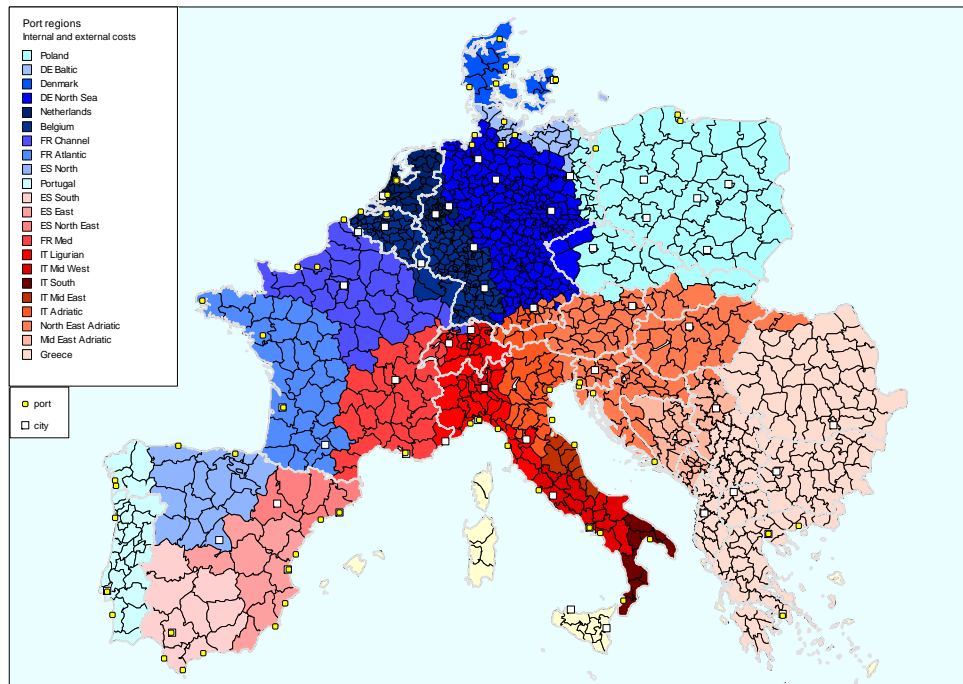 Port regions
Internal and external costs
Poland
DE Baltic
Denmark
DE North Sea
Netherlands
Belgium
FR Channel
FR Atlantic
ES North
Portugal
ES South
ES East
ES North East
FR Med
IT Ligurian
IT Mid West
IT South
IT Mid East
IT Adriatic
North East Adriatic
Mid East Adriatic
Greece
port
city